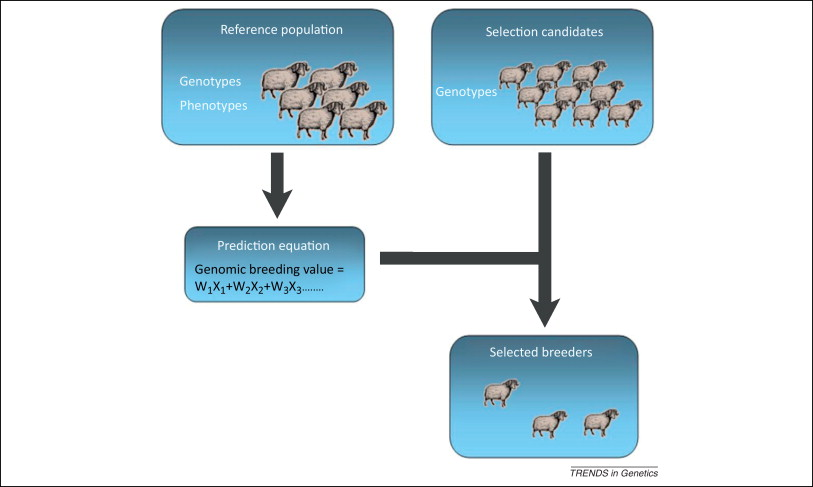 Reference population
Genotypes
Phenotypes
Selection candidates
Genotypes
Prediction equation
Genomic breeding value =
W₁X₁+W₂X₂+W₃X₃........
Selected breeders
TRENDS in Genetics